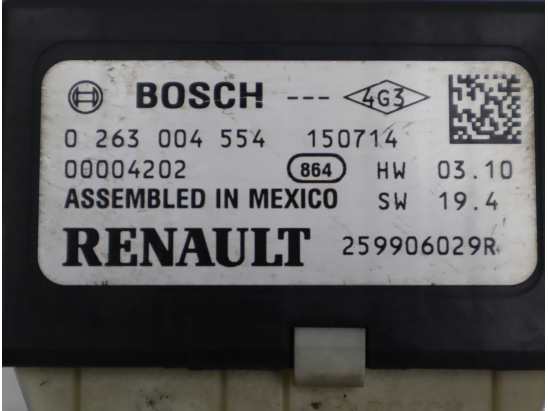 BOSCH --- 4G3
0 263 004 554 150714
00004202 864 HW 03.10
ASSEMBLED IN MEXICO SW 19.4
RENAULT 259906029R
BOSCH